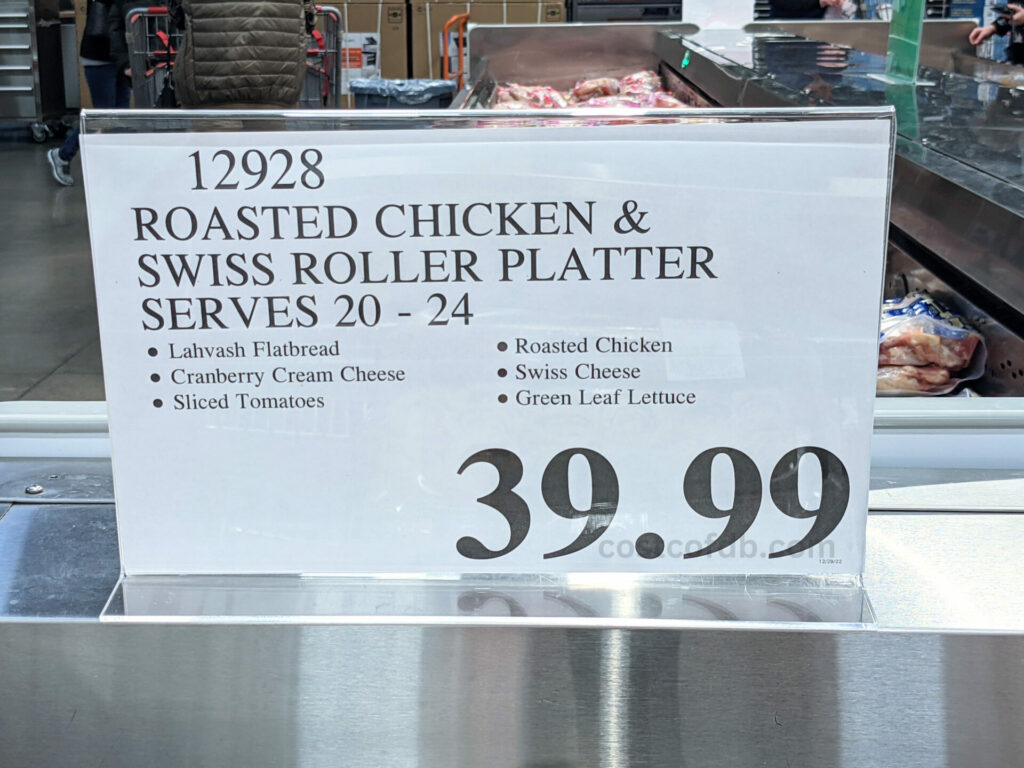 12928
ROASTED CHICKEN &
SWISS ROLLER PLATTER
SERVES 20 - 24
• Lahvash Flatbread
• Cranberry Cream Cheese
• Sliced Tomatoes
• Roasted Chicken
• Swiss Cheese
• Green Leaf Lettuce
39.99
costcofdb.com
12/29/22